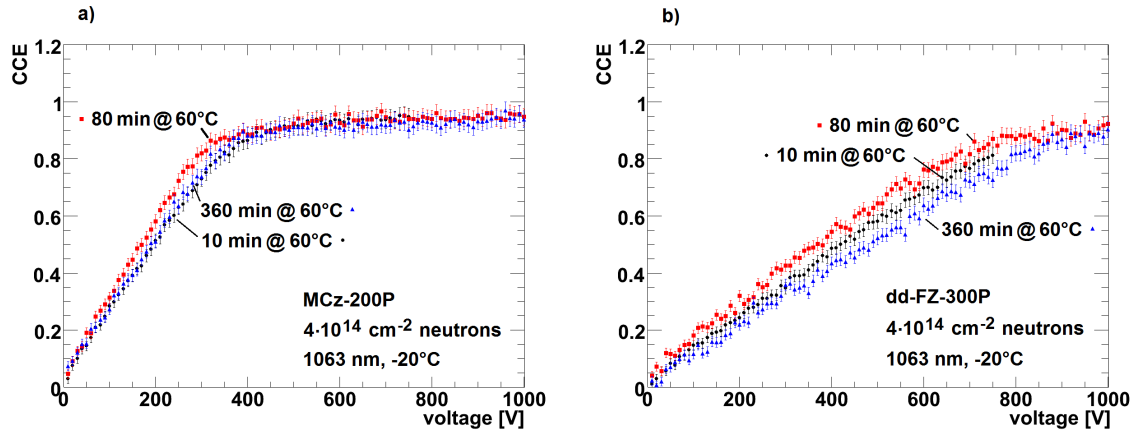 a)
CCE
1.2
1
0.8
0.6
0.4
0.2
0
80 min @ 60°C
360 min @ 60°C
10 min @ 60°C
MCz-200P
4·10¹⁴ cm⁻² neutrons
1063 nm, -20°C
0 200 400 600 800 1000
voltage [V]
b)
CCE
1.2
1
0.8
0.6
0.4
0.2
0
80 min @ 60°C
10 min @ 60°C
360 min @ 60°C
dd-FZ-300P
4·10¹⁴ cm⁻² neutrons
1063 nm, -20°C
0 200 400 600 800 1000
voltage [V]